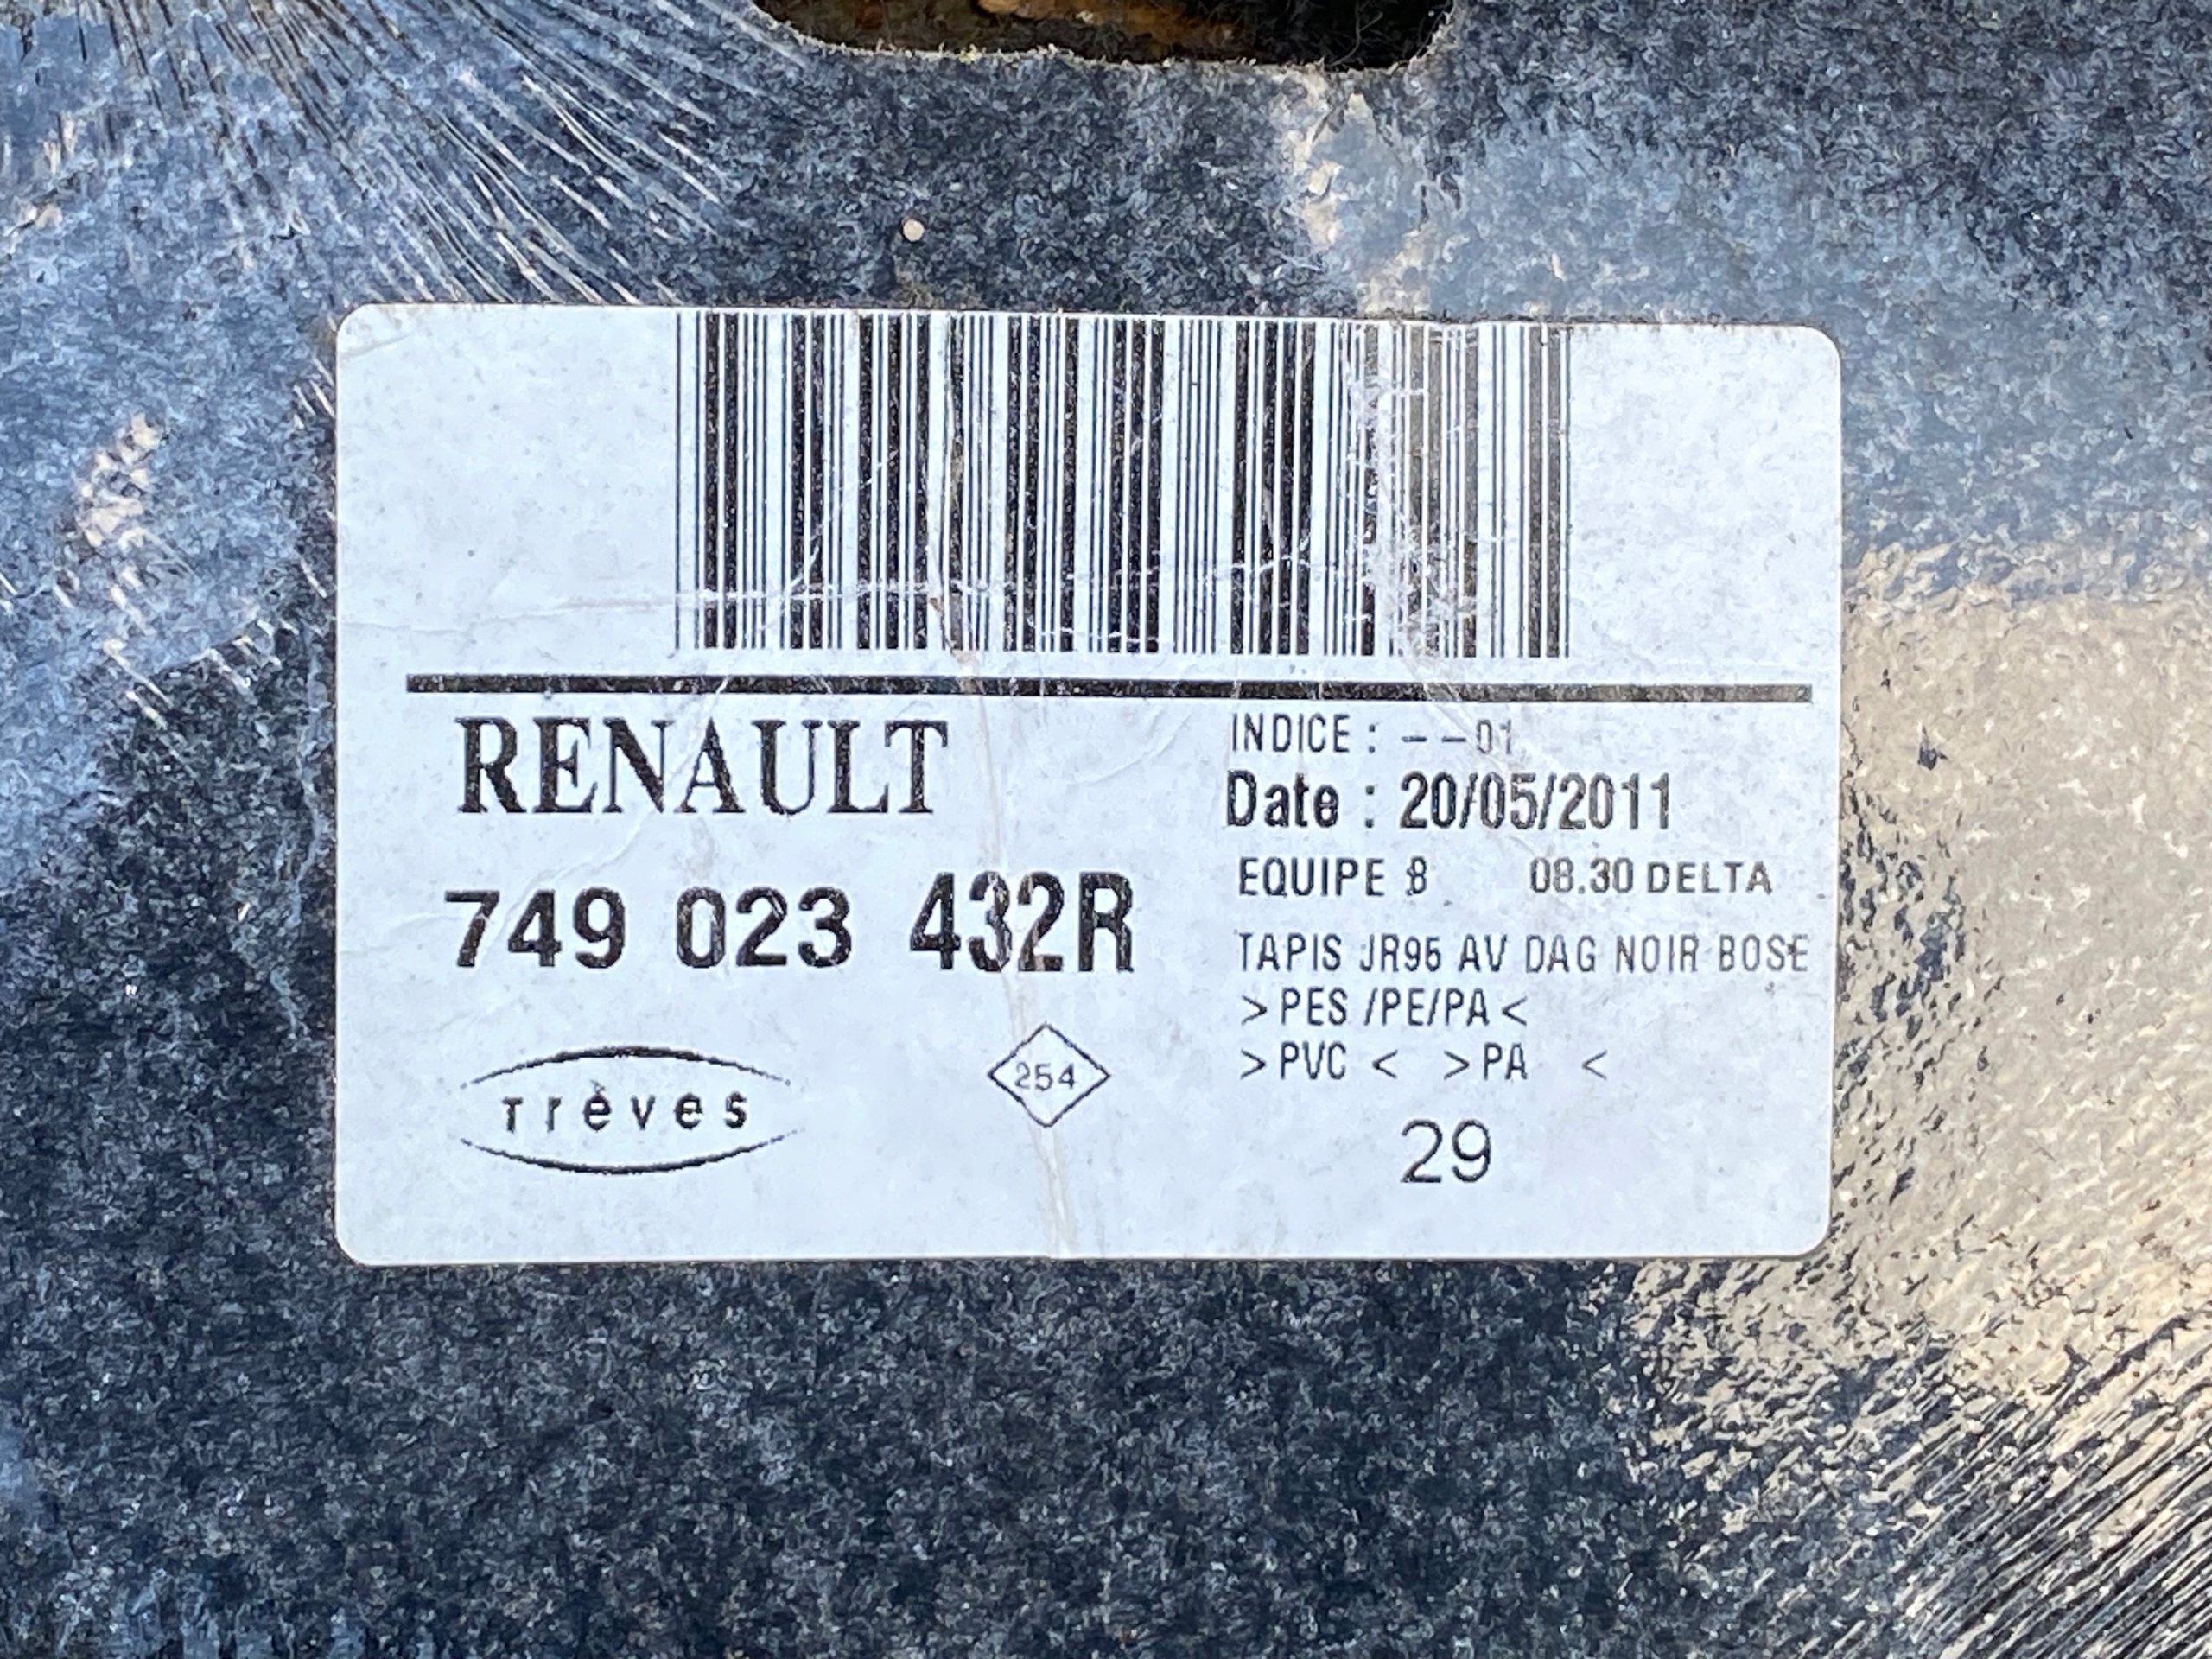 RENAULT
749 023 432R
Trèves
254
INDICE : --01
Date : 20/05/2011
EQUIPE 8 08.30 DELTA
TAPIS JR95 AV DAG NOIR BOSE
>PES /PE/PA<
>PVC < >PA <
29